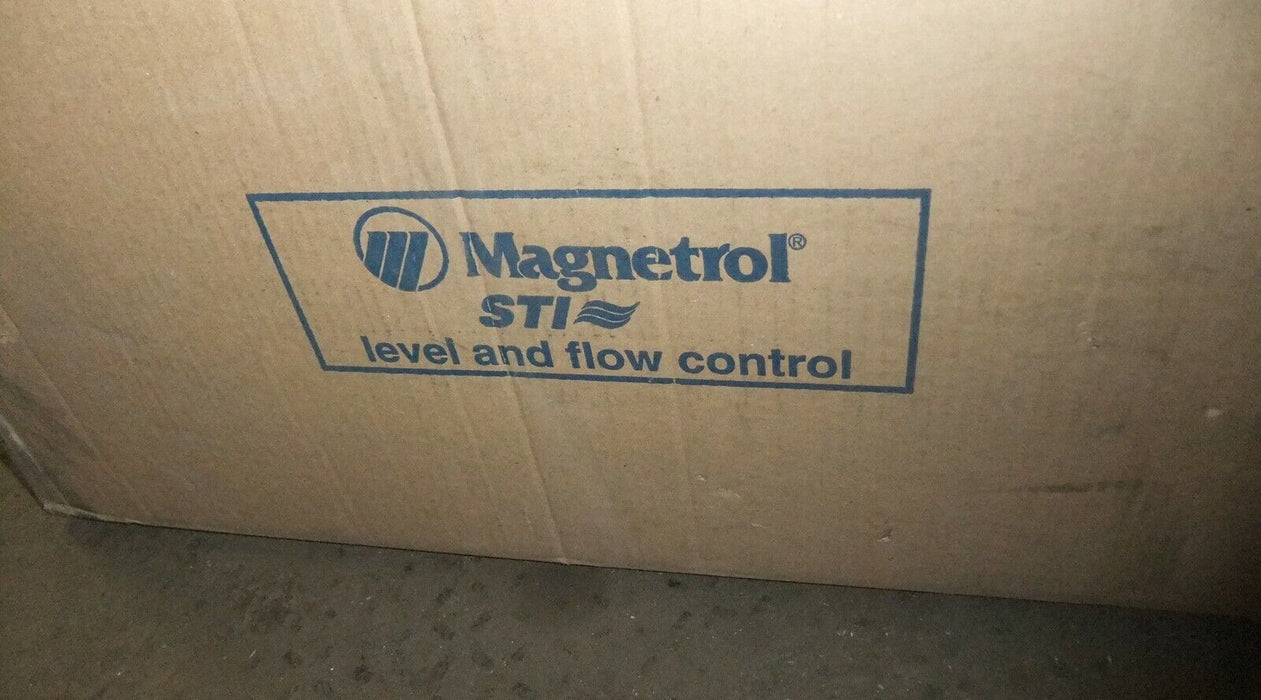 Magnetrol®
STI
level and flow control